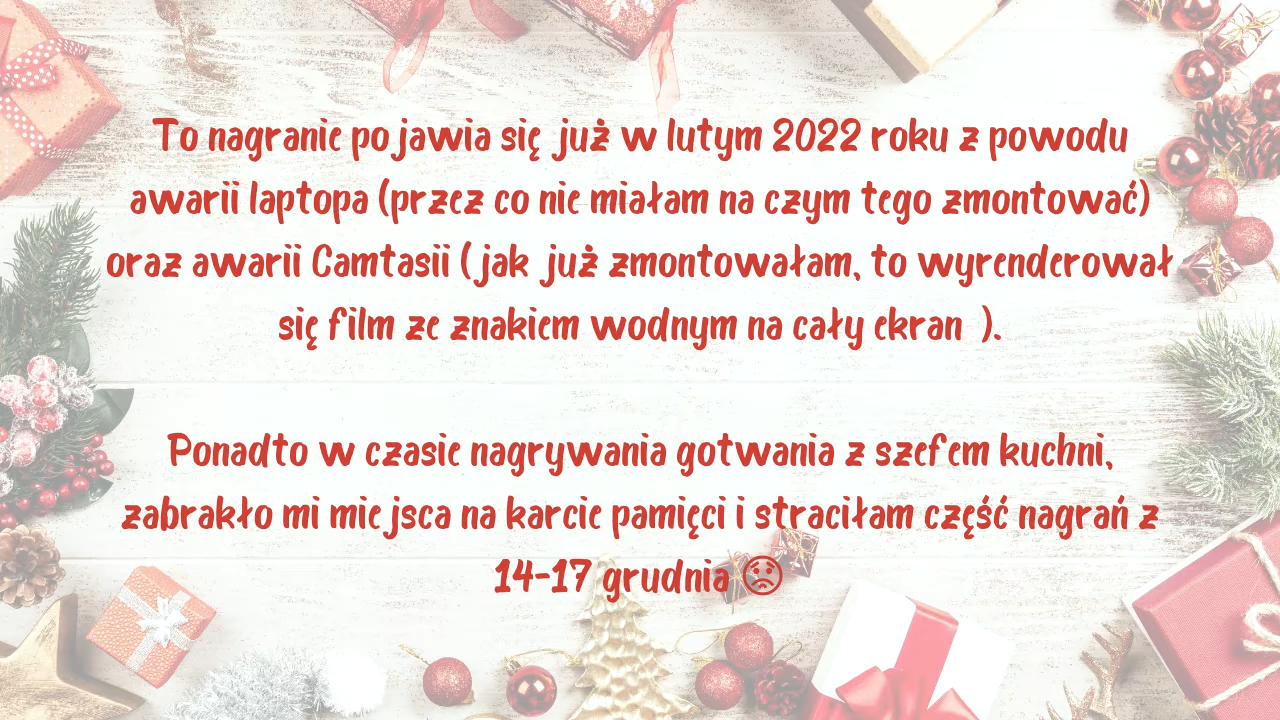 To nagranie pojawia się już w lutym 2022 roku z powodu
awarii laptopa (przez co nie miałam na czym tego zmontować)
oraz awarii Camtasii (jak już zmontowałam, to wyrenderował
się film ze znakiem wodnym na cały ekran ).
Ponadto w czasie nagrywania gotwania z szefem kuchni,
zabrakło mi miejsca na karcie pamięci i straciłam część nagrań z
14-17 grudnia 😟